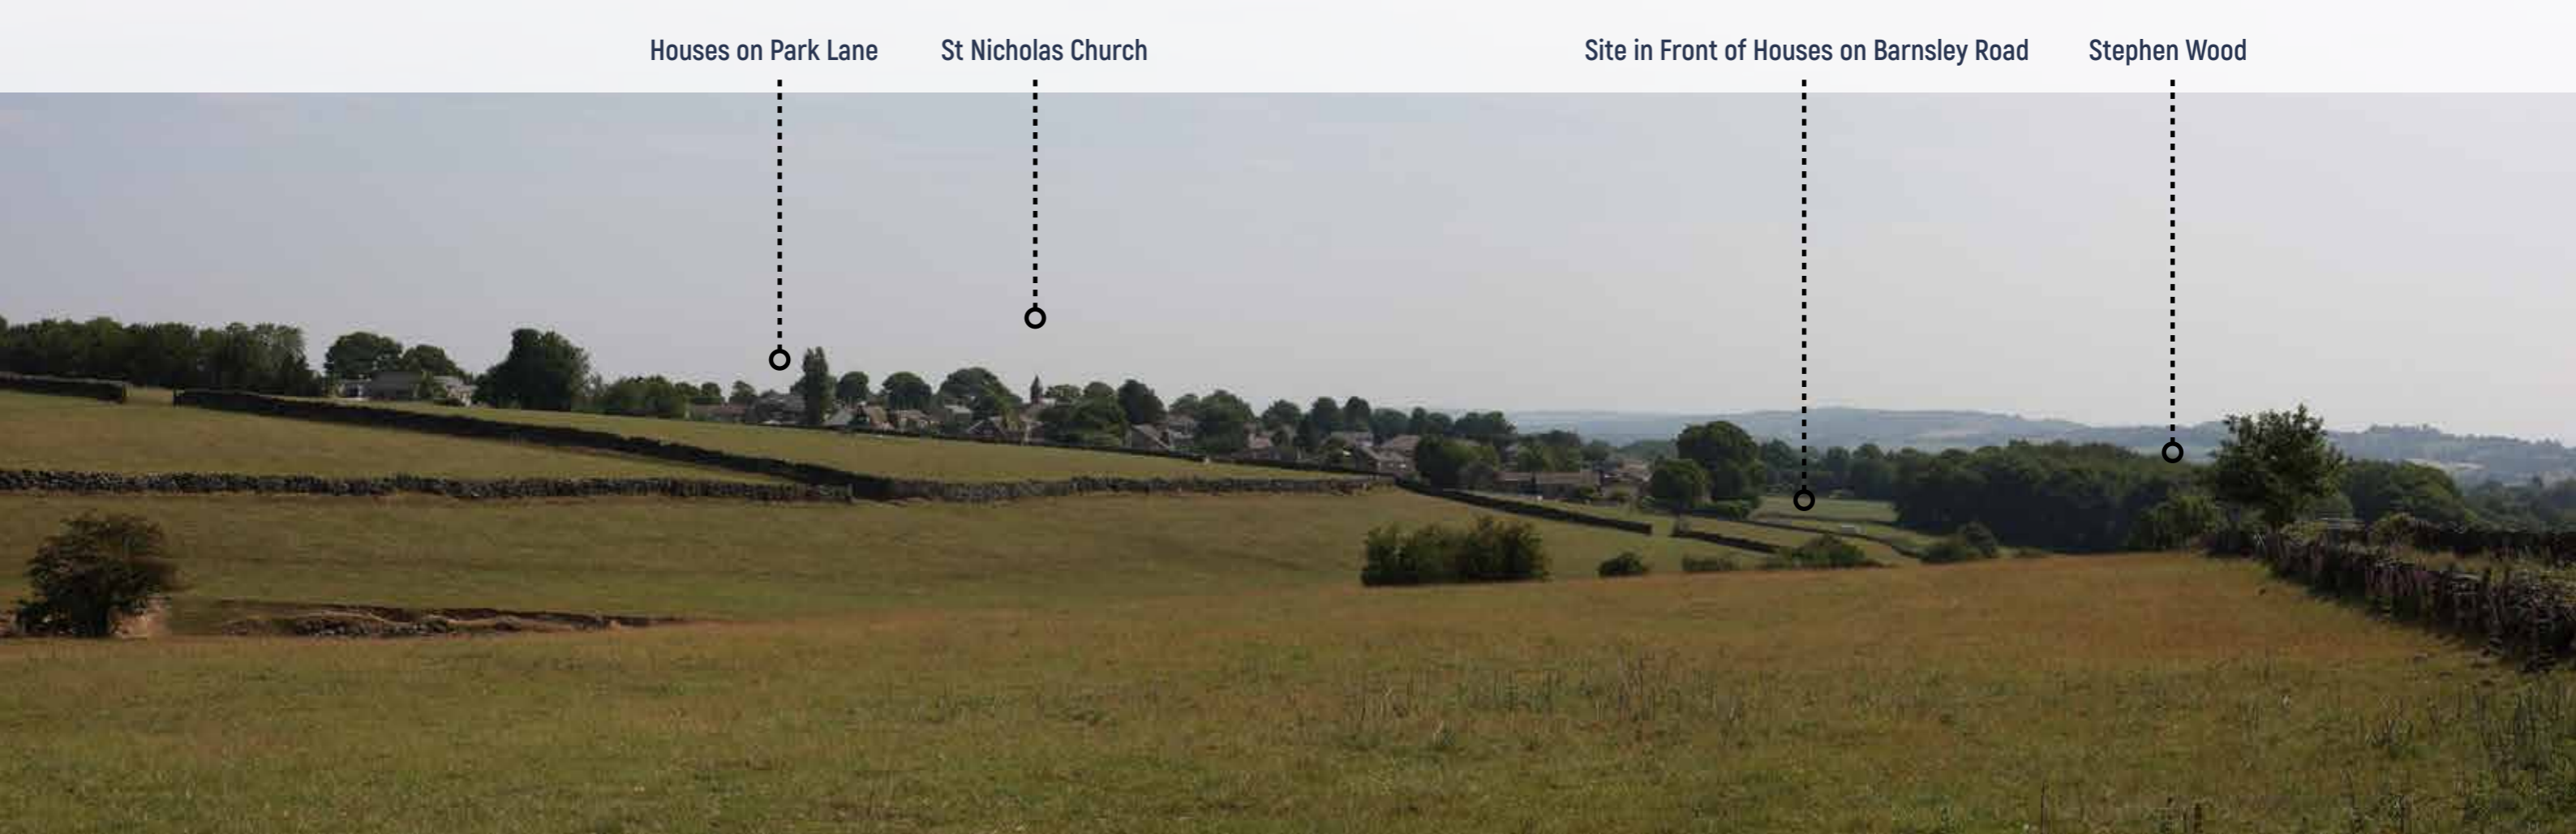 Houses on Park Lane
St Nicholas Church
Site in Front of Houses on Barnsley Road
Stephen Wood